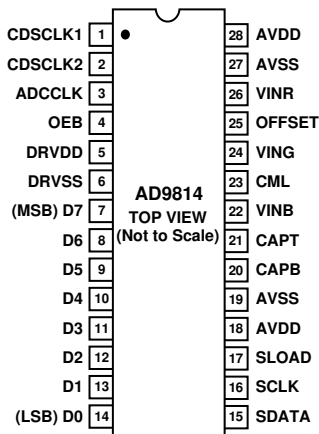 CDSCLK1 1 28 AVDD
CDSCLK2 2 27 AVSS
ADCCLK 3 26 VINR
OEB 4 25 OFFSET
DRVDD 5 24 VING
DRVSS 6 23 CML
(MSB) D7 7 22 VINB
D6 8 21 CAPT
D5 9 20 CAPB
D4 10 19 AVSS
D3 11 18 AVDD
D2 12 17 SLOAD
D1 13 16 SCLK
(LSB) D0 14 15 SDATA
AD9814
TOP VIEW
(Not to Scale)